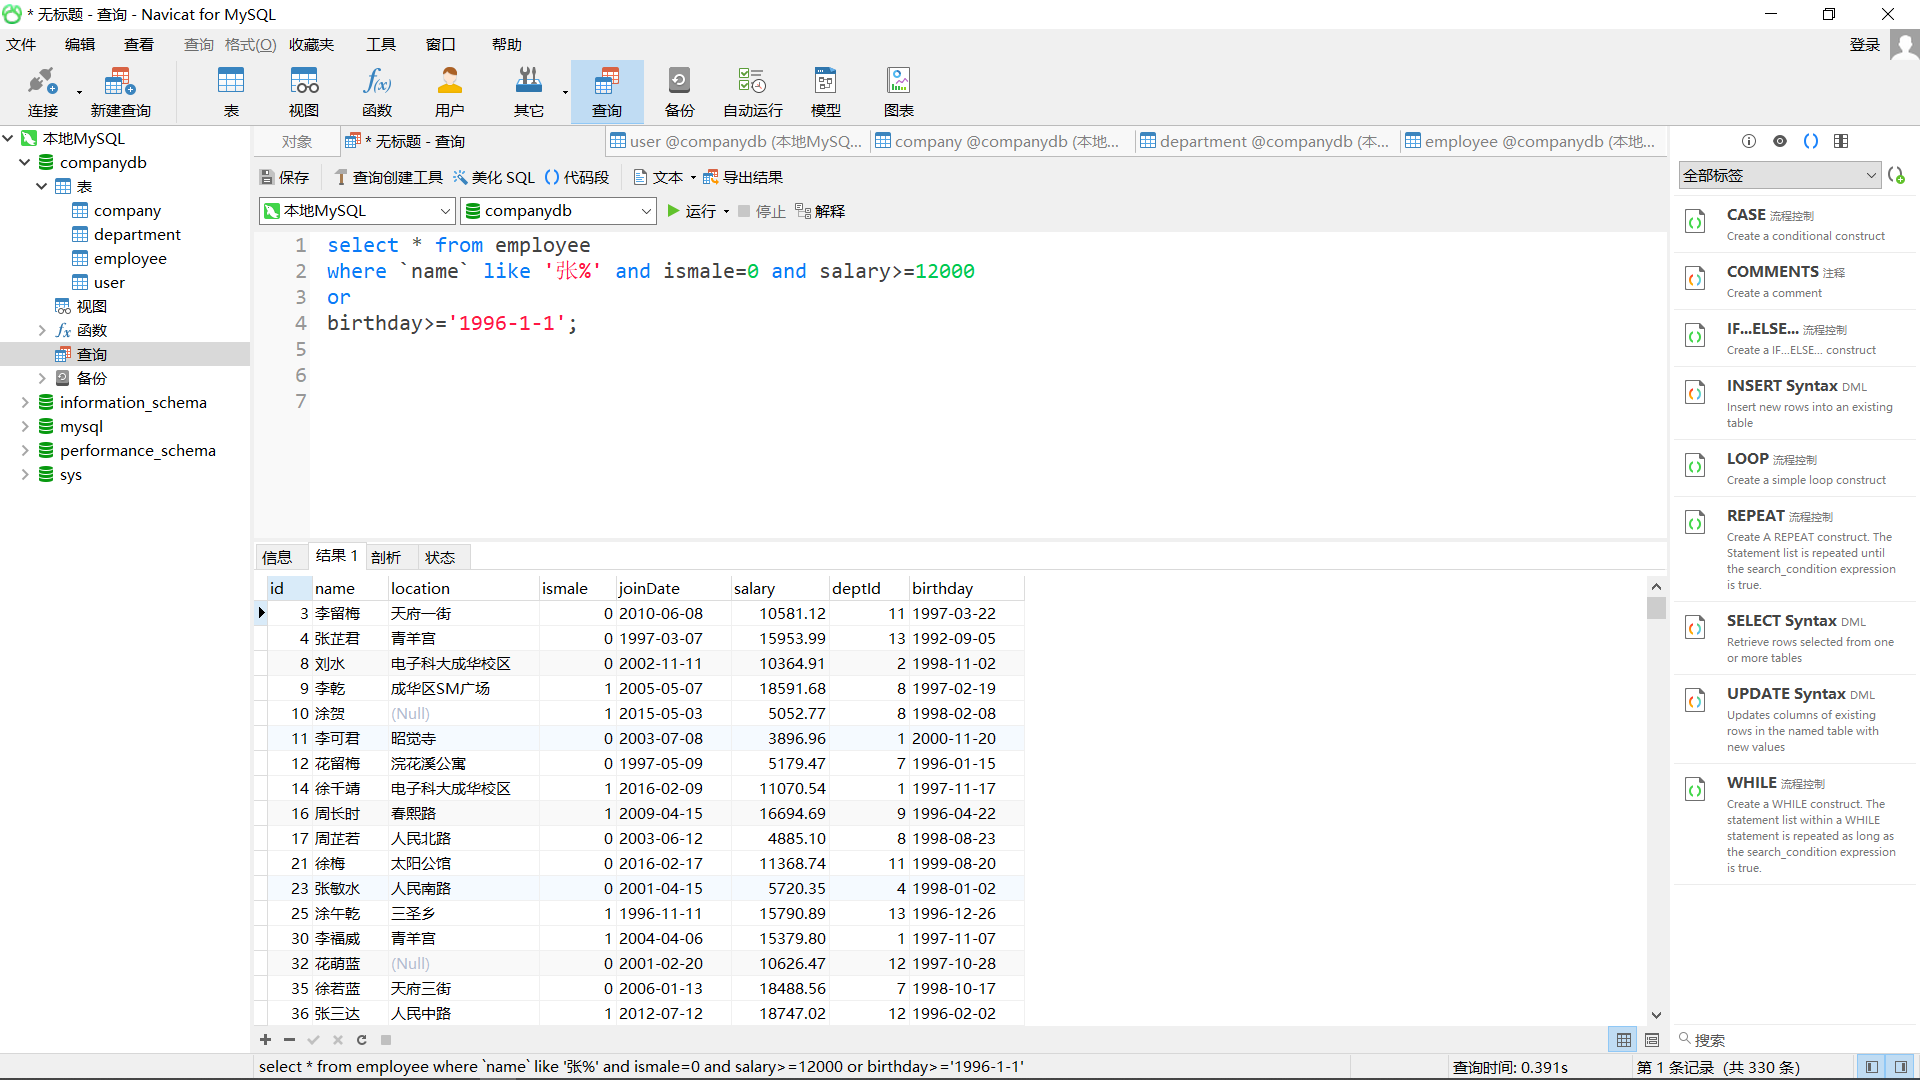 * 无标题 - 查询 - Navicat for MySQL
文件 编辑 查看 查询 格式(O) 收藏夹 工具 窗口 帮助 登录
连接 新建查询 表 视图 函数 用户 其它 查询 备份 自动运行 模型 图表
本地MySQL
companydb
表
company
department
employee
user
视图
函数
查询
备份
information_schema
mysql
performance_schema
sys
对象 * 无标题 - 查询 user @companydb (本地MySQ... company @companydb (本地... department @companydb (本... employee @companydb (本地...
保存 查询创建工具 美化 SQL 代码段 文本 导出结果
本地MySQL companydb 运行 停止 解释
1 select * from employee
2 where `name` like '张%' and ismale=0 and salary>=12000
3 or
4 birthday>='1996-1-1';
5
6
7
信息 结果 1 剖析 状态
id name location ismale joinDate salary deptId birthday
3 李留梅 天府一街 0 2010-06-08 10581.12 11 1997-03-22
4 张芷君 青羊宫 0 1997-03-07 15953.99 13 1992-09-05
8 刘水 电子科大成华校区 0 2002-11-11 10364.91 2 1998-11-02
9 李乾 成华区SM广场 1 2005-05-07 18591.68 8 1997-02-19
10 涂贺 (Null) 1 2015-05-03 5052.77 8 1998-02-08
11 李可君 昭觉寺 0 2003-07-08 3896.96 1 2000-11-20
12 花留梅 浣花溪公寓 0 1997-05-09 5179.47 7 1996-01-15
14 徐千靖 电子科大成华校区 1 2016-02-09 11070.54 1 1997-11-17
16 周长时 春熙路 1 2009-04-15 16694.69 9 1996-04-22
17 周芷若 人民北路 0 2003-06-12 4885.10 8 1998-08-23
21 徐梅 太阳公馆 0 2016-02-17 11368.74 11 1999-08-20
23 张敏水 人民南路 0 2001-04-15 5720.35 4 1998-01-02
25 涂午乾 三圣乡 1 1996-11-11 15790.89 13 1996-12-26
30 李福威 青羊宫 1 2004-04-06 15379.80 1 1997-11-07
32 花萌蓝 (Null) 0 2001-02-20 10626.47 12 1997-10-28
35 徐若蓝 天府三街 0 2006-01-13 18488.56 7 1998-10-17
36 张三达 人民中路 1 2012-07-12 18747.02 12 1996-02-02
全部标签
CASE 流程控制
Create a conditional construct
COMMENTS 注释
Create a comment
IF...ELSE... 流程控制
Create a IF...ELSE... construct
INSERT Syntax DML
Insert new rows into an existing
table
LOOP 流程控制
Create a simple loop construct
REPEAT 流程控制
Create A REPEAT construct. The
Statement list is repeated until
the search_condition expression
is true.
SELECT Syntax DML
Retrieve rows selected from one
or more tables
UPDATE Syntax DML
Updates columns of existing
rows in the named table with
new values
WHILE 流程控制
Create a WHILE construct. The
statement list within a WHILE
statement is repeated as long as
the search_condition expression
is true.
搜索
select * from employee where `name` like '张%' and ismale=0 and salary>=12000 or birthday>='1996-1-1' 查询时间: 0.391s 第 1 条记录 (共 330 条)